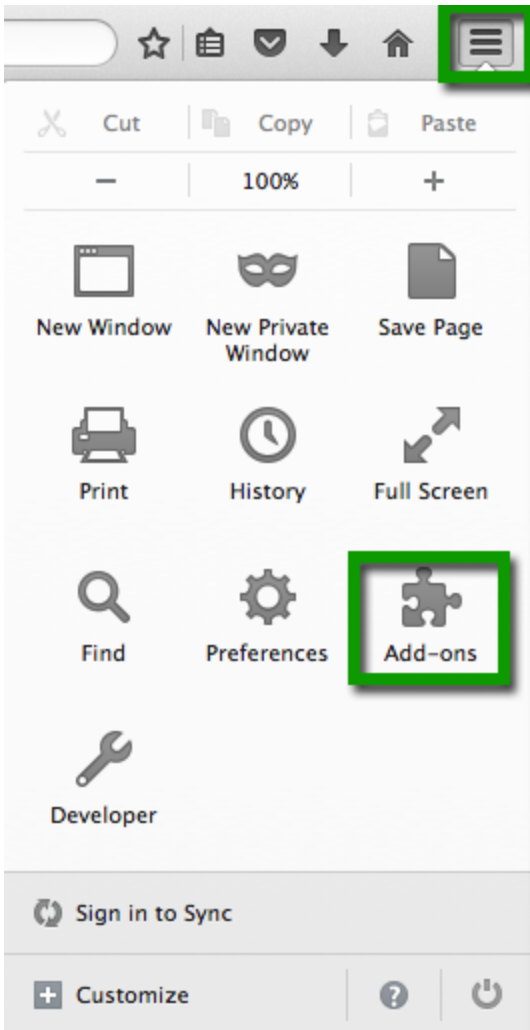 Cut Copy Paste
− 100% +
New Window New Private Window Save Page
Print History Full Screen
Find Preferences Add-ons
Developer
Sign in to Sync
Customize ?